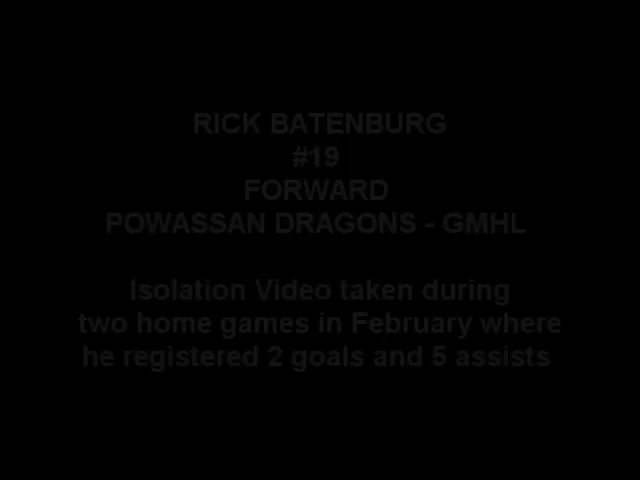 RICK BATENBURG
#19
FORWARD
POWASSAN DRAGONS - GMHL
Isolation Video taken during
two home games in February where
he registered 2 goals and 5 assists